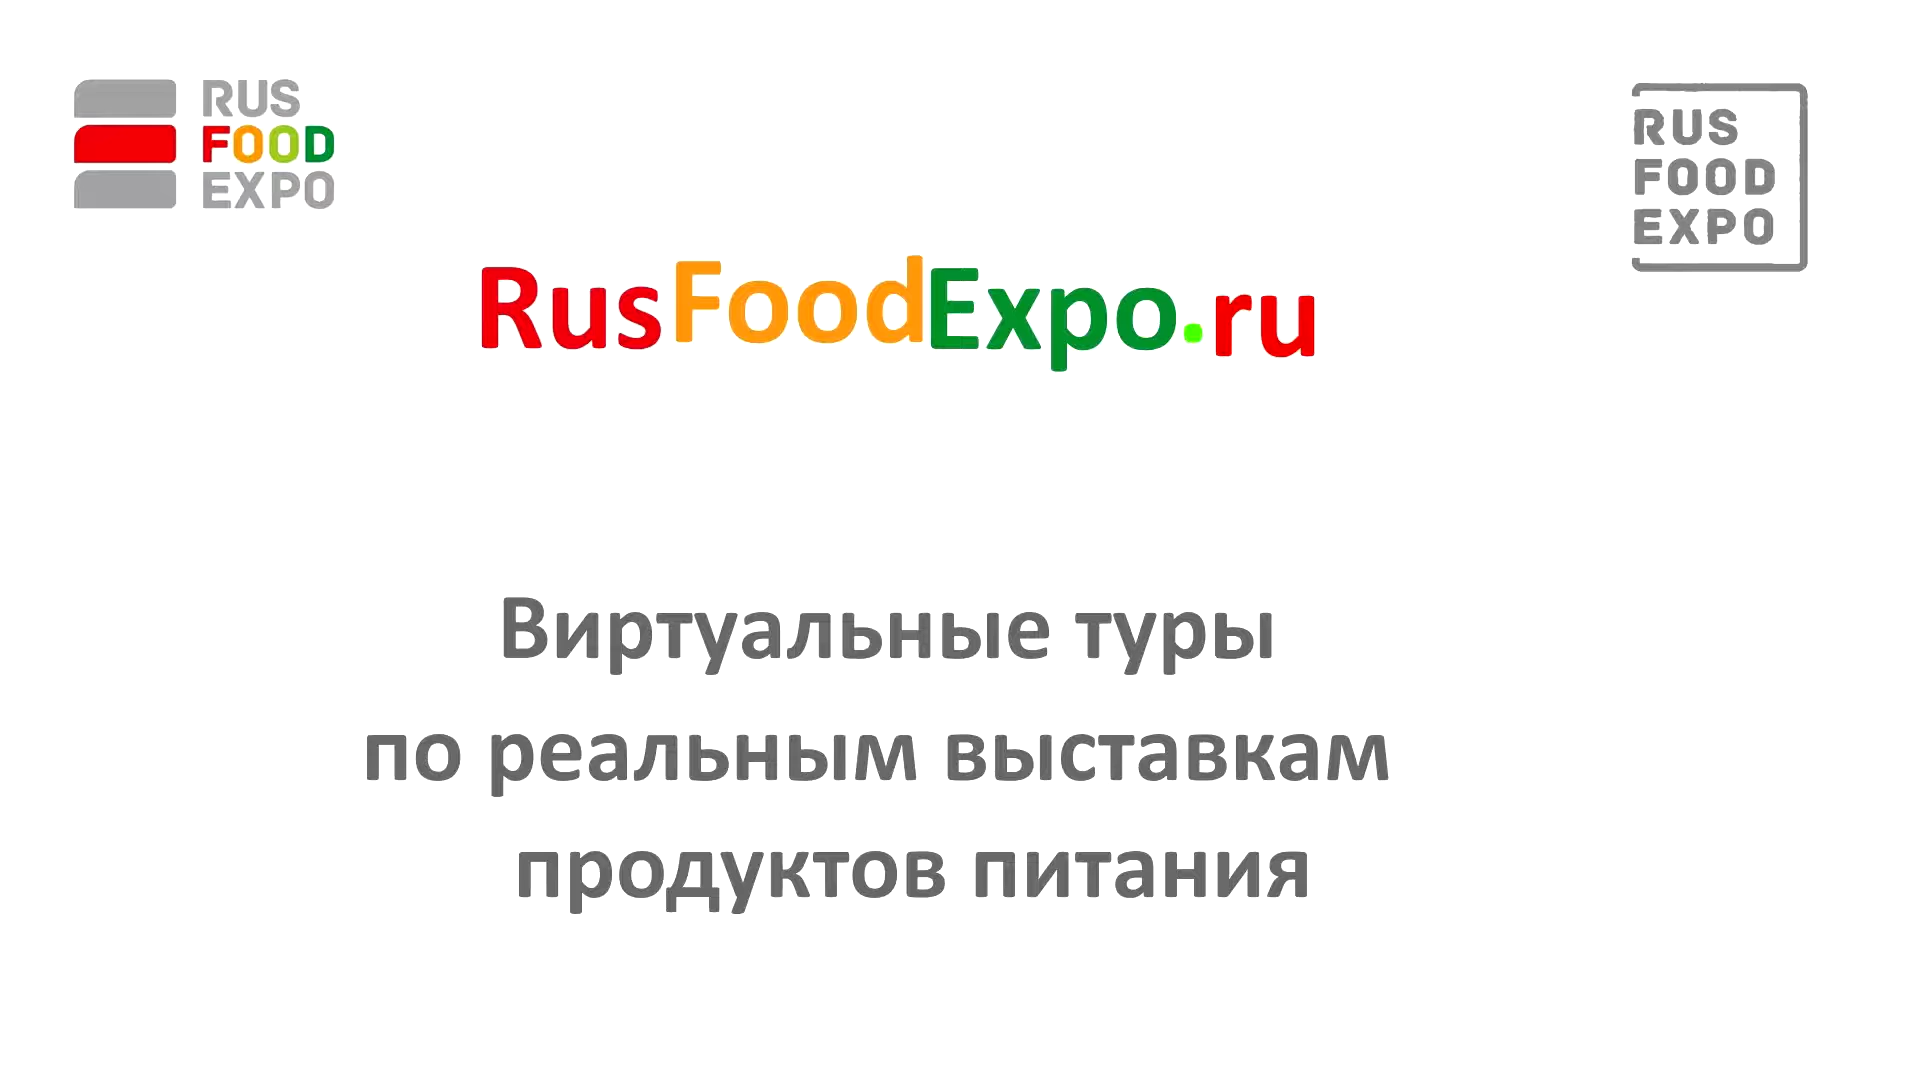 RUS
FOOD
EXPO
RUS
FOOD
EXPO
RusFoodExpo.ru
Виртуальные туры
по реальным выставкам
продуктов питания